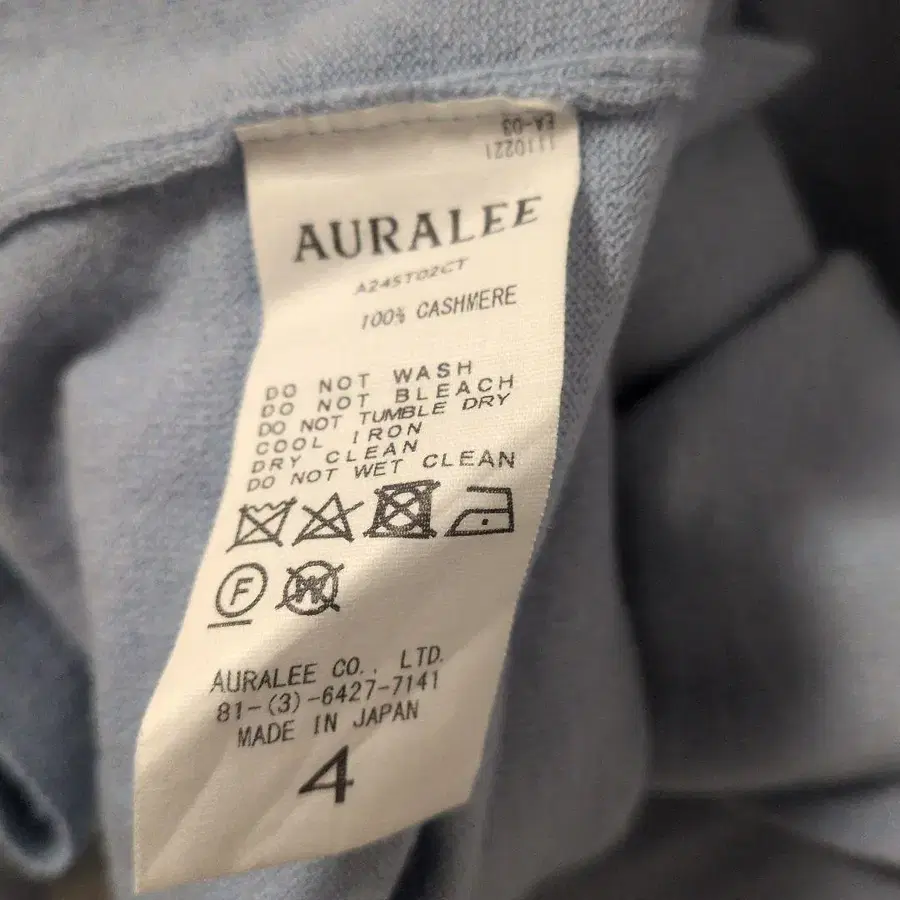 1110221
EA-03
AURALEE
A24ST02CT
100% CASHMERE
DO NOT WASH
DO NOT BLEACH
DO NOT TUMBLE DRY
COOL IRON
DRY CLEAN
DO NOT WET CLEAN
F
W
AURALEE CO., LTD.
81-(3)-6427-7141
MADE IN JAPAN
4